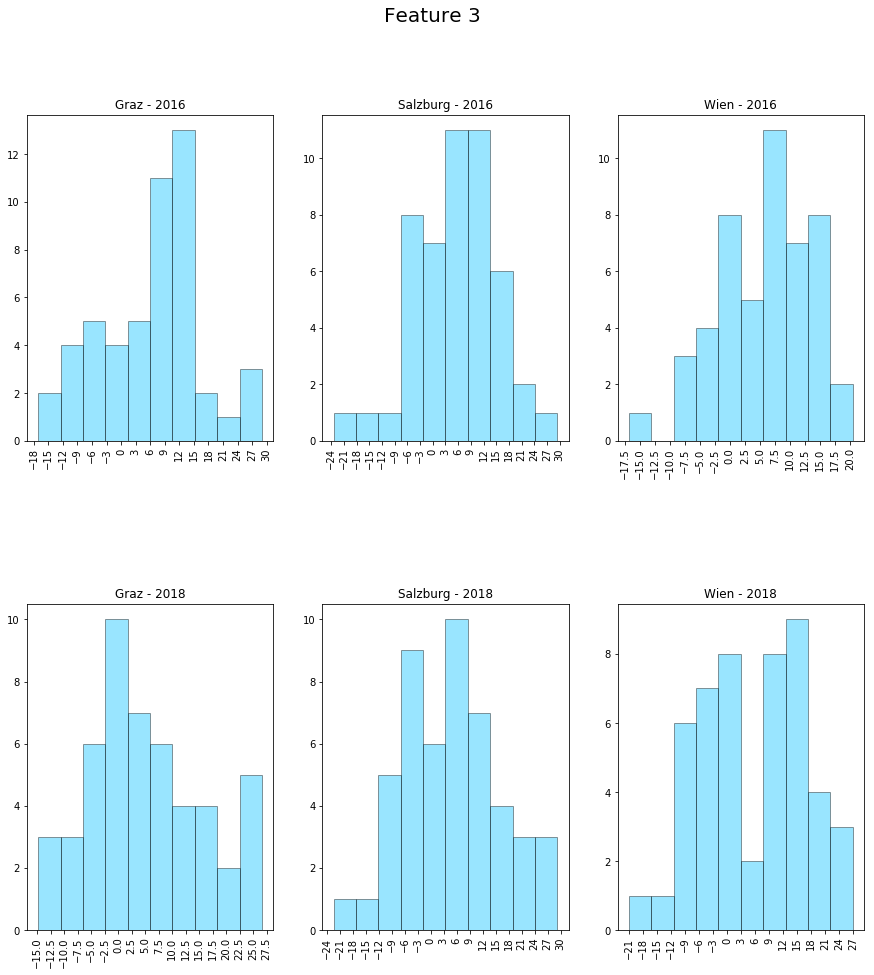 Feature 3
Graz - 2016
Salzburg - 2016
Wien - 2016
12
10
8
6
4
2
0
−18 −15 −12 −9 −6 −3 0 3 6 9 12 15 18 21 24 27 30
10
8
6
4
2
0
−24 −21 −18 −15 −12 −9 −6 −3 0 3 6 9 12 15 18 21 24 27 30
10
8
6
4
2
0
−17.5 −15.0 −12.5 −10.0 −7.5 −5.0 −2.5 0.0 2.5 5.0 7.5 10.0 12.5 15.0 17.5 20.0
Graz - 2018
Salzburg - 2018
Wien - 2018
10
8
6
4
2
0
−15.0 −12.5 −10.0 −7.5 −5.0 −2.5 0.0 2.5 5.0 7.5 10.0 12.5 15.0 17.5 20.0 22.5 25.0 27.5
10
8
6
4
2
0
−24 −21 −18 −15 −12 −9 −6 −3 0 3 6 9 12 15 18 21 24 27 30
8
6
4
2
0
−21 −18 −15 −12 −9 −6 −3 0 3 6 9 12 15 18 21 24 27